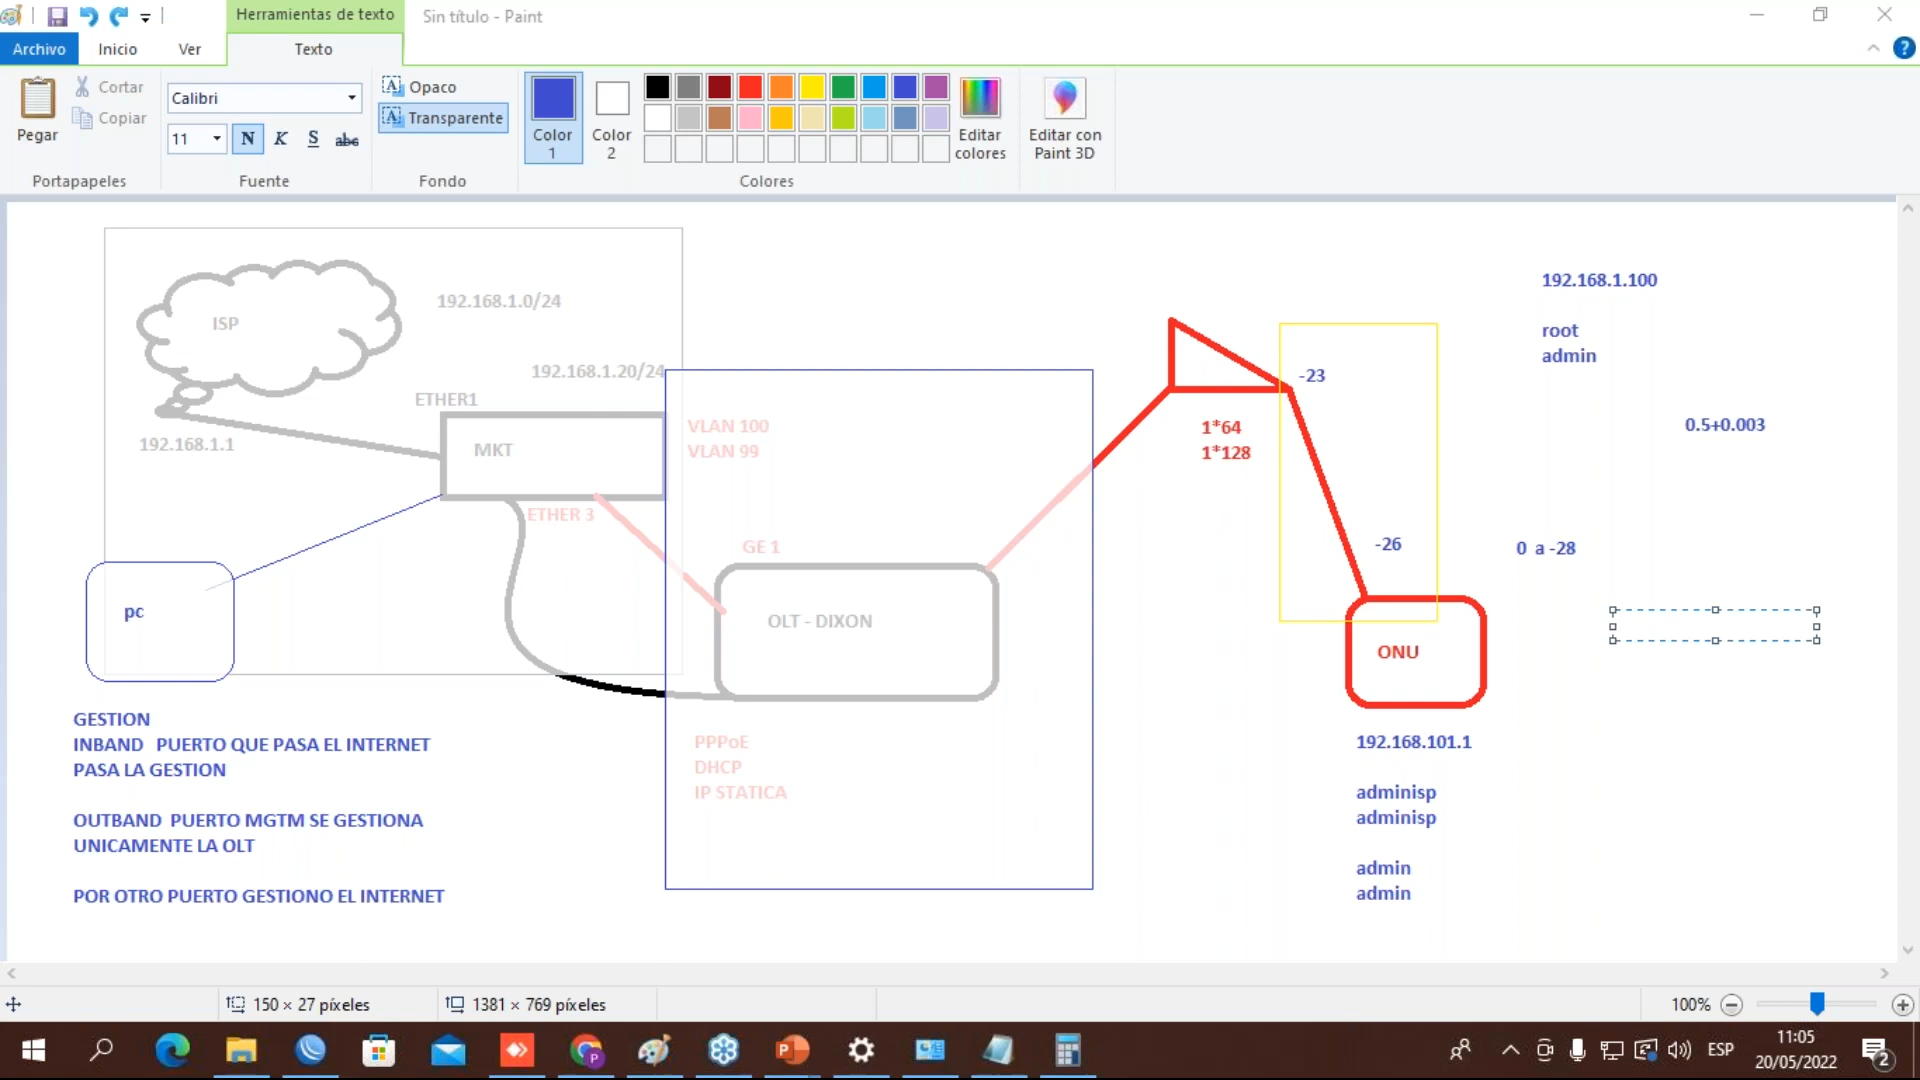 Herramientas de texto
Sin título - Paint
Archivo
Inicio
Ver
Texto
Pegar
Cortar
Copiar
Portapapeles
Calibri
11
N K S abc
Fuente
Opaco
Transparente
Fondo
Color 1
Color 2
Editar colores
Colores
Editar con Paint 3D
ISP
192.168.1.0/24
192.168.1.20/24
ETHER1
192.168.1.1
MKT
VLAN 100
VLAN 99
ETHER 3
GE 1
pc
OLT - DIXON
PPPoE
DHCP
IP STATICA
GESTION
INBAND PUERTO QUE PASA EL INTERNET
PASA LA GESTION
OUTBAND PUERTO MGTM SE GESTIONA
UNICAMENTE LA OLT
POR OTRO PUERTO GESTIONO EL INTERNET
-23
1*64
1*128
-26
ONU
192.168.101.1
adminisp
adminisp
admin
admin
192.168.1.100
root
admin
0.5+0.003
0 a -28
150 × 27 píxeles
1381 × 769 píxeles
100%
ESP
11:05
20/05/2022
2